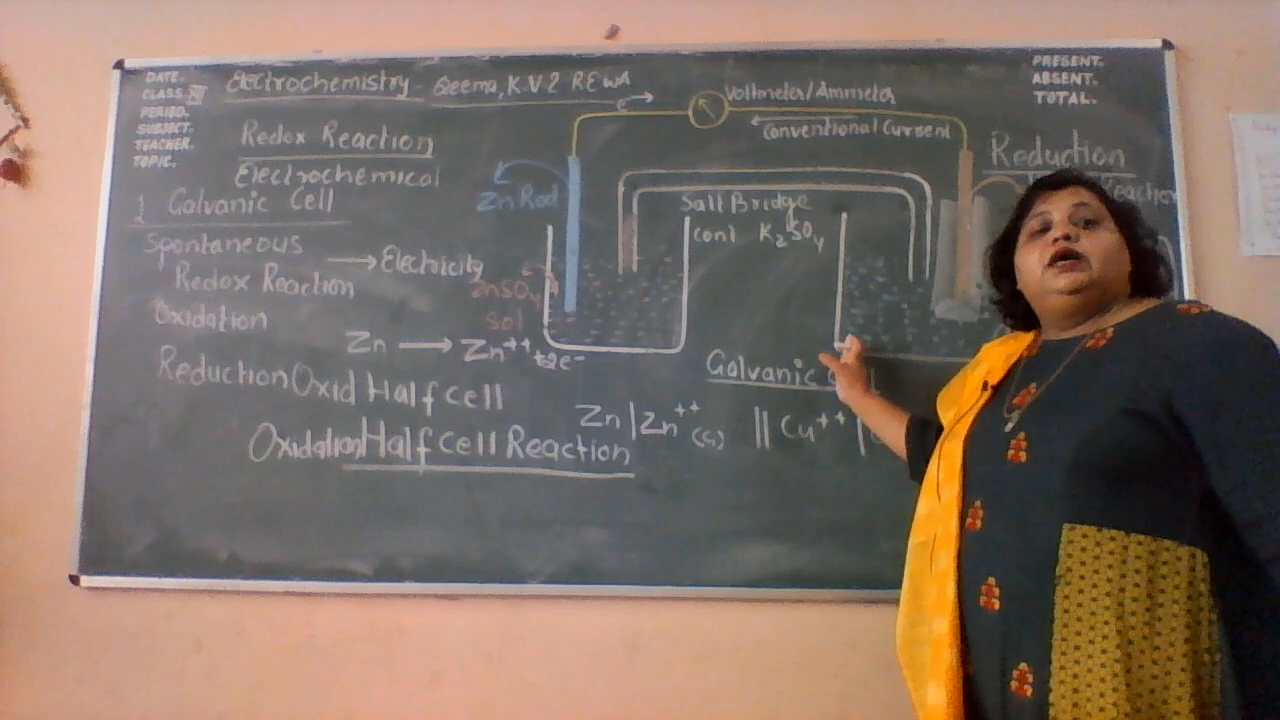 DATE.
CLASS. XII
PERIOD.
SUBJECT.
TEACHER.
TOPIC.
Electrochemistry - Seema, K.V-2 REWA
PRESENT.
ABSENT.
TOTAL.
Redox Reaction
Electrochemical
1 Galvanic Cell
Spontaneous
Redox Reaction → Electricity
Oxidation
Zn → Zn++ +2e-
Reduction Oxid Half cell
Oxidation Half cell Reaction
e- →
Voltmeter/Ammeter
Conventional Current
Zn Rod
ZnSO4
sol
Salt Bridge
K2SO4
Reduction
Galvanic
Zn | Zn++ || Cu++ |